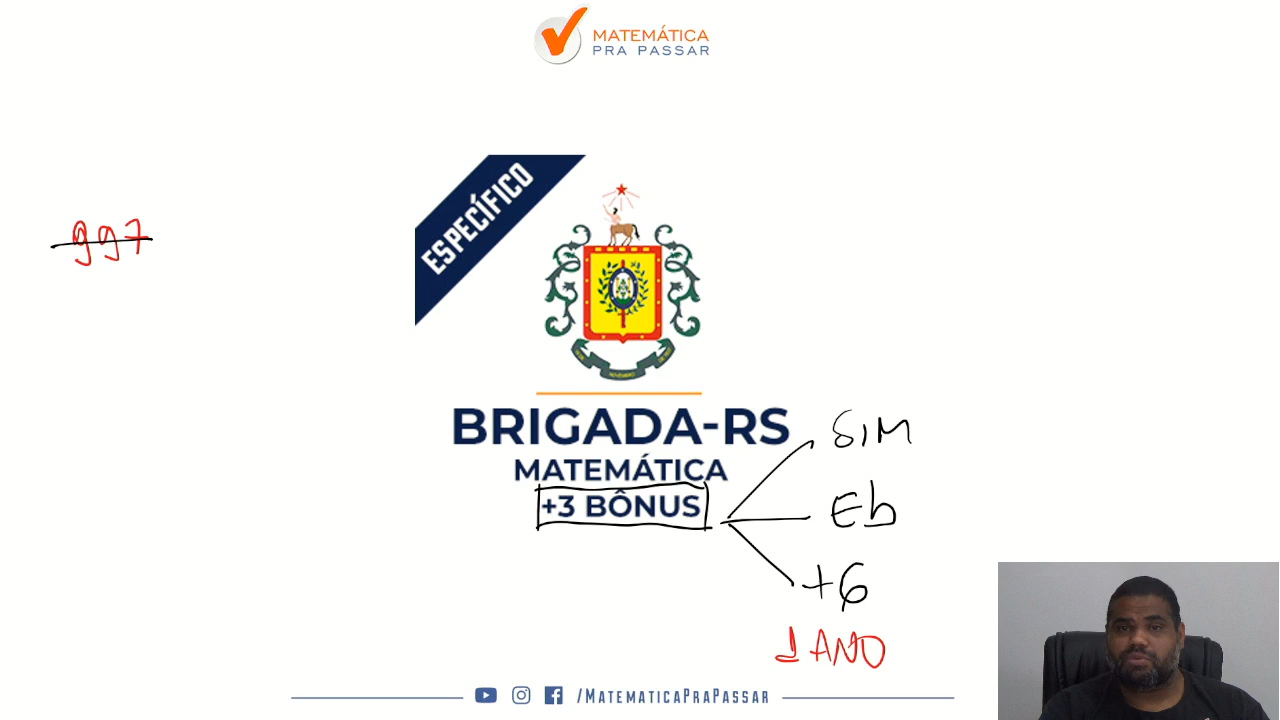 MATEMÁTICA
PRA PASSAR
ESPECÍFICO
997
BRIGADA-RS
MATEMÁTICA
+3 BÔNUS
SIM
Eb
+6
1 ANO
/MATEMATICAPRAPASSAR